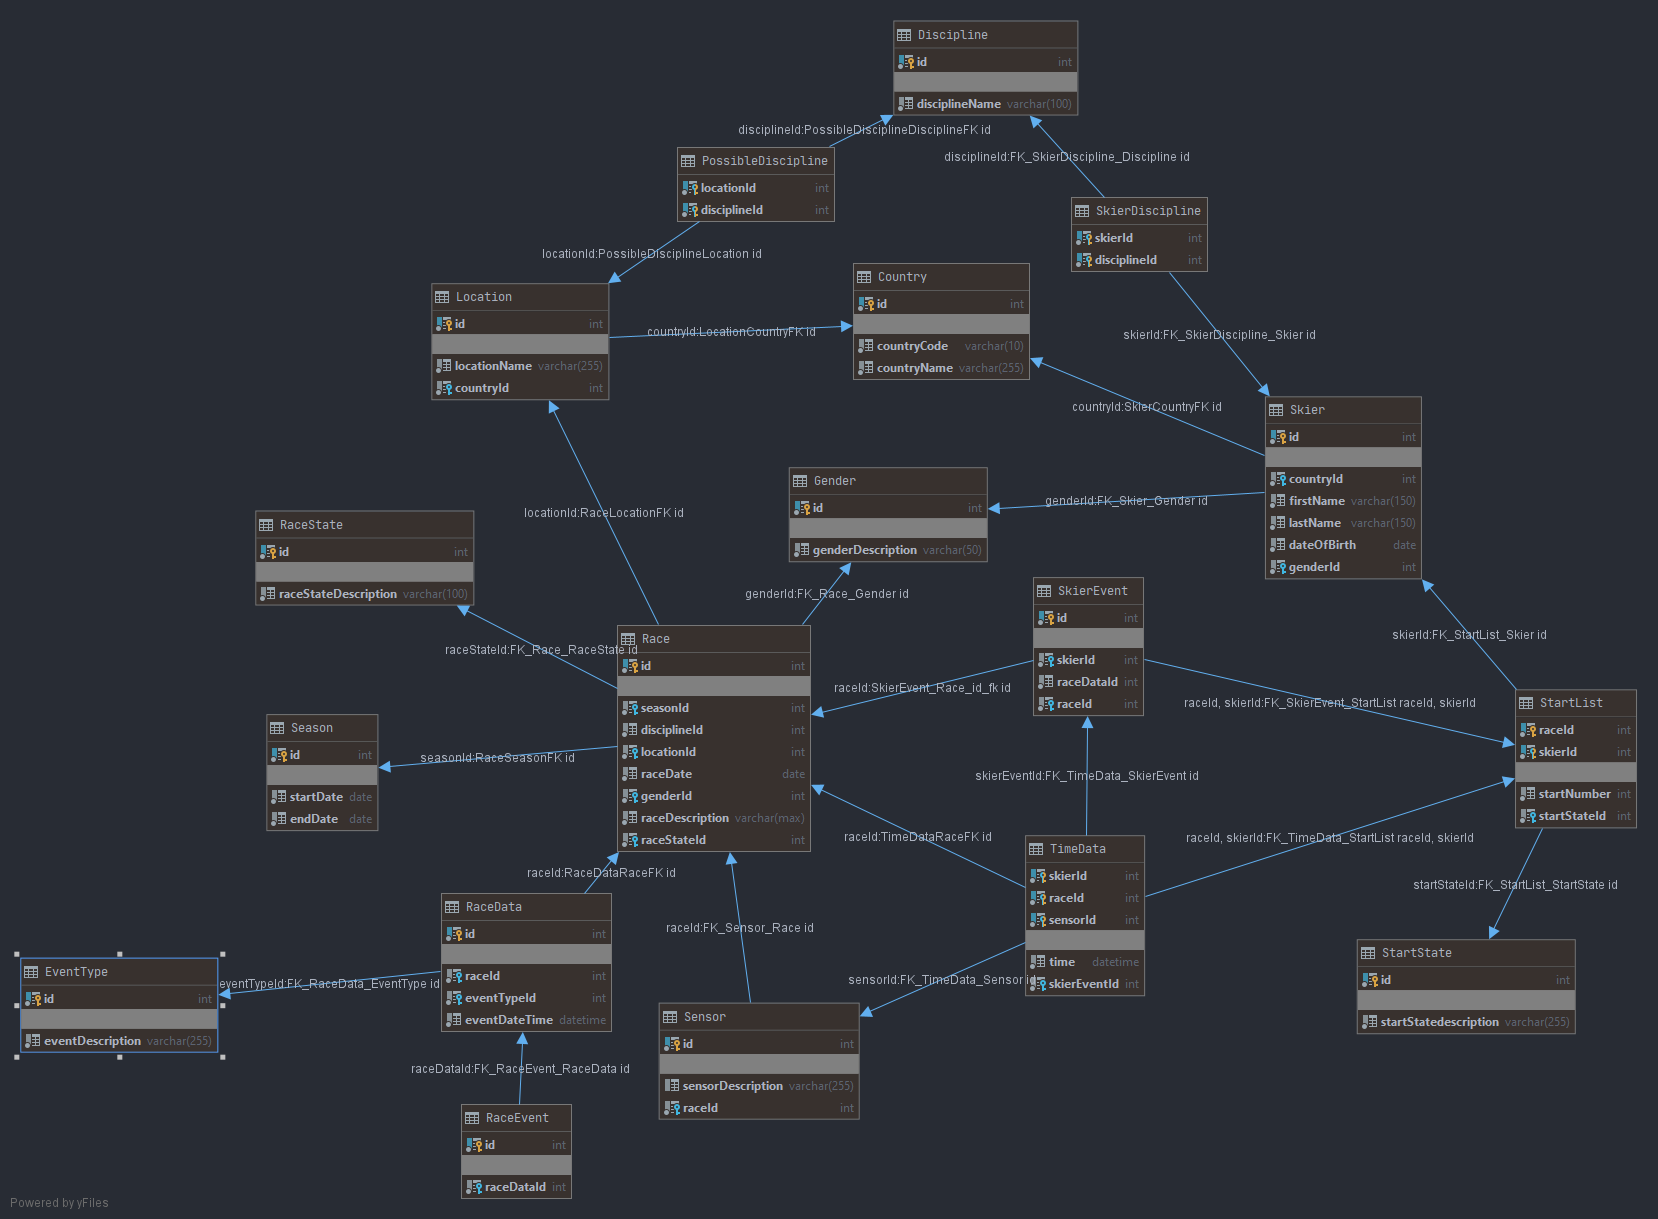 Discipline
id int
disciplineName varchar(100)
disciplineId:PossibleDisciplineDisciplineFK id
disciplineId:FK_SkierDiscipline_Discipline id
PossibleDiscipline
locationId int
disciplineId int
SkierDiscipline
skierId int
disciplineId int
locationId:PossibleDisciplineLocation id
Location
id int
locationName varchar(255)
countryId int
countryId:LocationCountryFK id
Country
id int
countryCode varchar(10)
countryName varchar(255)
skierId:FK_SkierDiscipline_Skier id
countryId:SkierCountryFK id
Skier
id int
countryId int
firstName varchar(150)
lastName varchar(150)
dateOfBirth date
genderId int
Gender
id int
genderDescription varchar(50)
genderId:FK_Skier_Gender id
locationId:RaceLocationFK id
RaceState
id int
raceStateDescription varchar(100)
genderId:FK_Race_Gender id
SkierEvent
id int
skierId int
raceDataId int
raceId int
raceStateId:FK_Race_RaceState id
Race
id int
seasonId int
disciplineId int
locationId int
raceDate date
genderId int
raceDescription varchar(max)
raceStateId int
skierId:FK_StartList_Skier id
raceId:SkierEvent_Race_id_fk id
raceId, skierId:FK_SkierEvent_StartList raceId, skierId
StartList
raceId int
skierId int
startNumber int
startStateId int
Season
id int
startDate date
endDate date
seasonId:RaceSeasonFK id
skierEventId:FK_TimeData_SkierEvent id
raceId:TimeDataRaceFK id
raceId, skierId:FK_TimeData_StartList raceId, skierId
TimeData
skierId int
raceId int
sensorId int
time datetime
skierEventId int
raceId:RaceDataRaceFK id
RaceData
id int
raceId int
eventTypeId int
eventDateTime datetime
raceId:FK_Sensor_Race id
startStateId:FK_StartList_StartState id
EventType
id int
eventDescription varchar(255)
eventTypeId:FK_RaceData_EventType id
sensorId:FK_TimeData_Sensor id
StartState
id int
startStatedescription varchar(255)
Sensor
id int
sensorDescription varchar(255)
raceId int
raceDataId:FK_RaceEvent_RaceData id
RaceEvent
id int
raceDataId int
Powered by yFiles